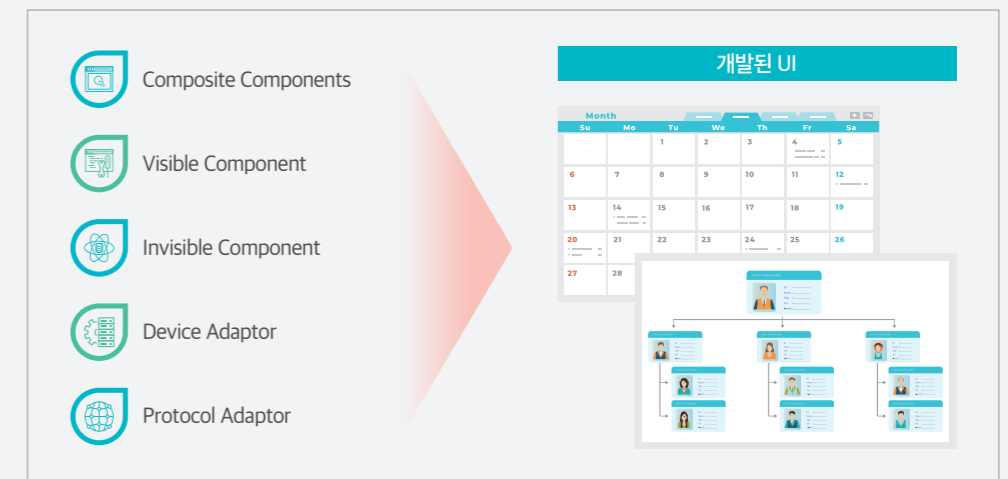 Composite Components
Visible Component
Invisible Component
Device Adaptor
Protocol Adaptor
개발된 UI
Month
Su Mo Tu We Th Fr Sa
1 2 3 4 5
6 7 8 9 10 11 12
13 14 15 16 17 18 19
20 21 22 23 24 25 26
27 28